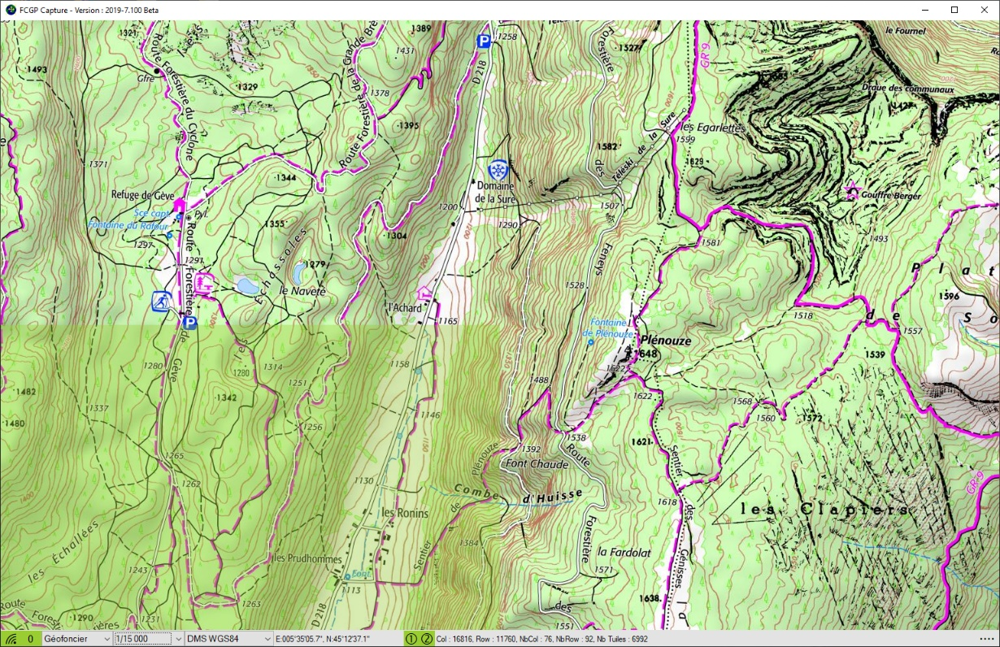 FCGP Capture - Version : 2019-7.100 Beta
1321
1389
1258
le Fournel
Route Forestière du Cyclone
Route Forestière de la Grande
Forestière
GR 9
1431
1527
1493
Gfre
1329
1378
D 218
P
1600
Draue des communaux
1395
Téléski de la Sure
les Egarlettes
1599
1582
1371
1344
1629
des
Domaine
de la Sure
Refuge de Gève
Gouffre Berger
Sce capt.
Pyl.
1200
1507
Fontaine du Ratour
1355
1290
1304
1297
1581
1493
1291
Echassoles
1279
Feneys
Plat
le Navets
1528
1596
l'Achard
1518
de
So
Route Forestière
P
1165
Fontaine
de Plénouze
1557
de Gève
Plénouze
1648
1539
1280
1314
1158
1622
1280
1251
1488
1482
1342
1622
1568
1337
1146
1560
1572
1480
1256
1538
1150
1621
1392
Route
1265
Font Chaude
Sentier
1262
1130
Plénouze
Combe
d'Huisse
1618
GR 9
les Ronins
de
des
les Clapiers
Forestière
les Échallées
1384
les Prudhommes
la Fardolat
Génisses
Sentier
1243
Font.
1571
1113
1263
D 218
1638
la
Route
des
1290
1231
1551
0
Géofoncier
1/15 000
DMS WGS84
E:005°35'05.7", N:45°12'37.1"
1
2
Col : 16816, Row : 11760, NbCol : 76, NbRow : 92, Nb Tuiles : 6992